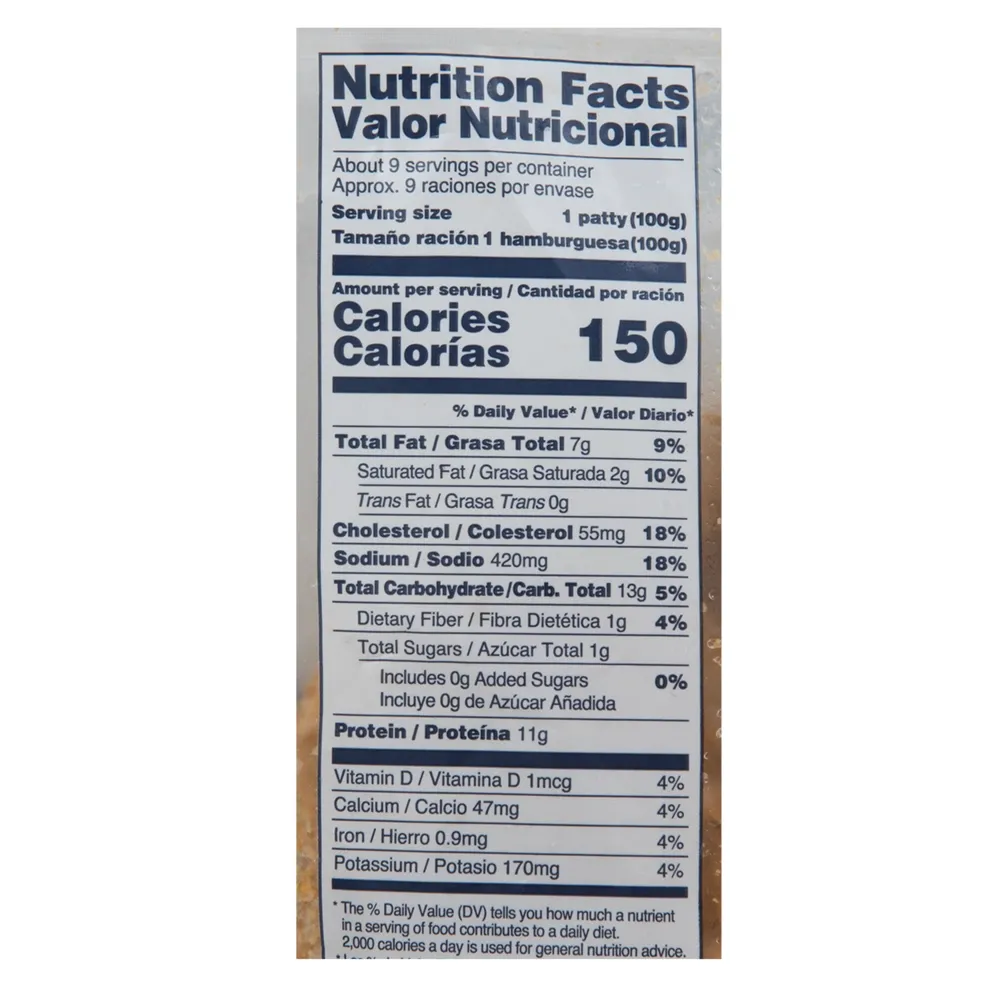 Nutrition Facts
Valor Nutricional
About 9 servings per container
Approx. 9 raciones por envase
Serving size 1 patty (100g)
Tamaño ración 1 hamburguesa (100g)
Amount per serving / Cantidad por ración
Calories
Calorías 150
% Daily Value* / Valor Diario*
Total Fat / Grasa Total 7g 9%
Saturated Fat / Grasa Saturada 2g 10%
Trans Fat / Grasa Trans 0g
Cholesterol / Colesterol 55mg 18%
Sodium / Sodio 420mg 18%
Total Carbohydrate/Carb. Total 13g 5%
Dietary Fiber / Fibra Dietética 1g 4%
Total Sugars / Azúcar Total 1g
Includes 0g Added Sugars 0%
Incluye 0g de Azúcar Añadida
Protein / Proteína 11g
Vitamin D / Vitamina D 1mcg 4%
Calcium / Calcio 47mg 4%
Iron / Hierro 0.9mg 4%
Potassium / Potasio 170mg 4%
* The % Daily Value (DV) tells you how much a nutrient
in a serving of food contributes to a daily diet.
2,000 calories a day is used for general nutrition advice.